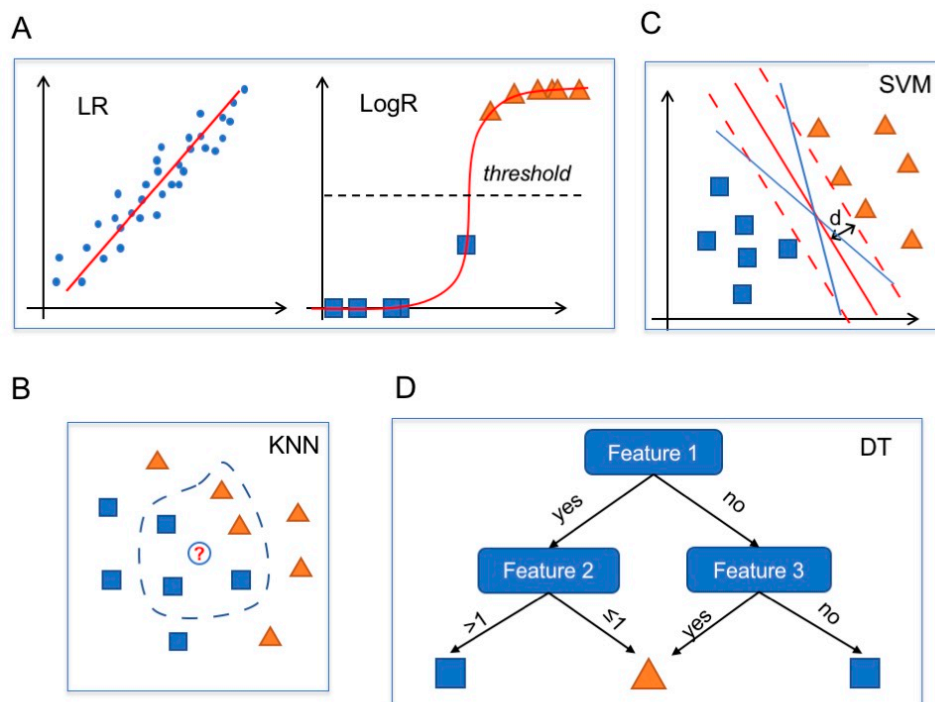 A
LR
LogR
threshold
C
SVM
d
B
KNN
?
D
DT
Feature 1
yes
no
Feature 2
Feature 3
>1
≤1
yes
no